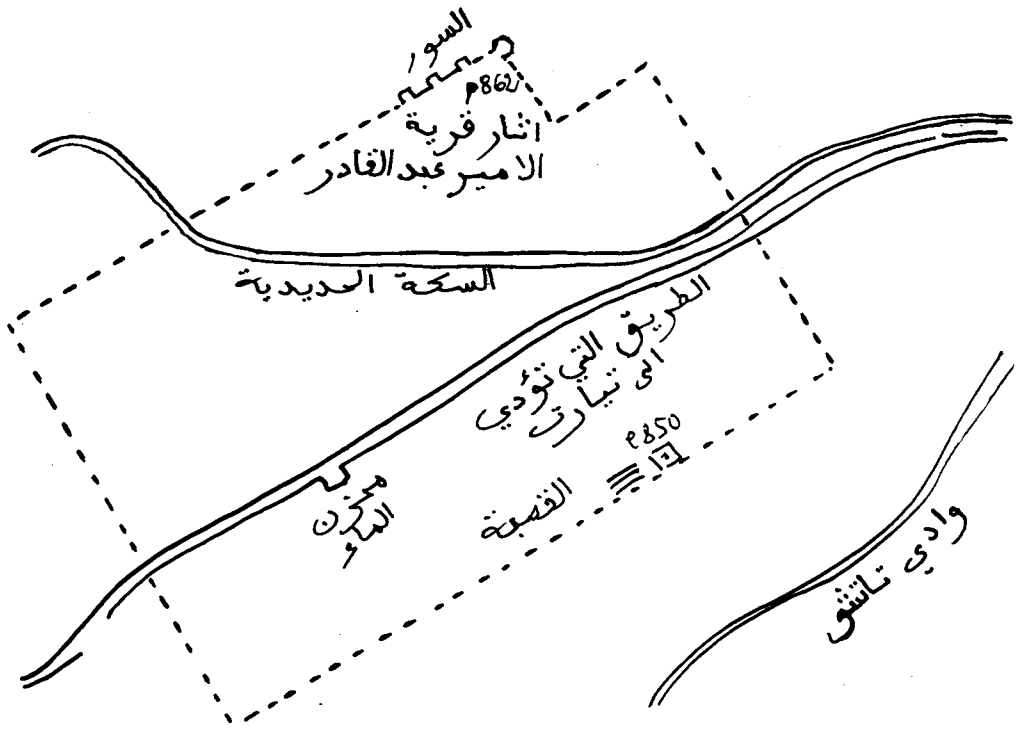 السور
862م
اثار قرية
الامير عبد القادر
السكة الحديدية
الطريق التي تؤدي
الى تيارت
850م
القصبة
مخزن
الماء
وادي تاتش